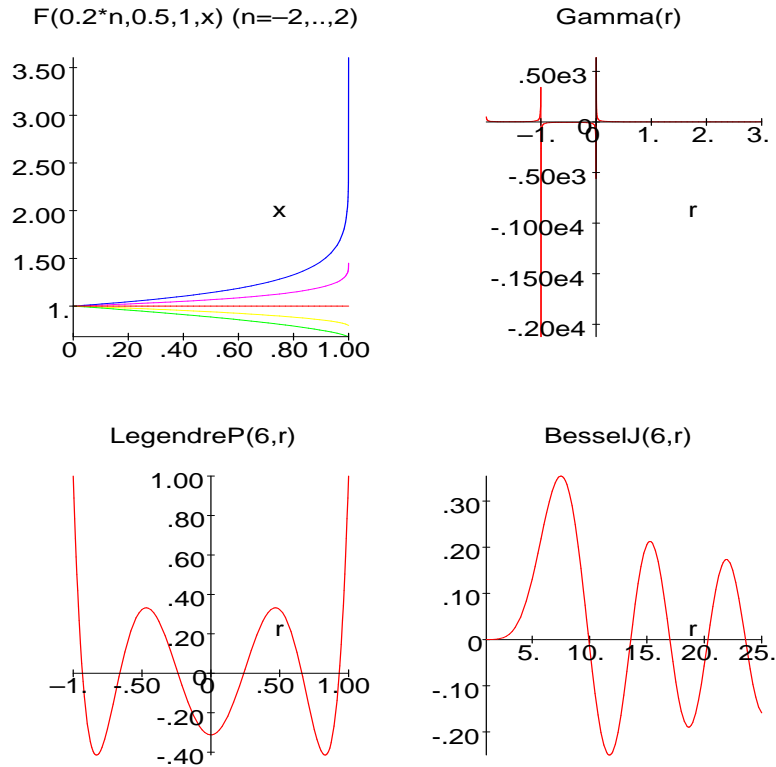 F(0.2*n,0.5,1,x) (n=−2,..,2)
3.50
3.00
2.50
2.00
1.50
1.
x
0 .20 .40 .60 .80 1.00
Gamma(r)
.50e3
0
−1. 0 1. 2. 3.
-.50e3
-.100e4
-.150e4
-.20e4
r
LegendreP(6,r)
1.00
.80
.60
.40
.20
0
-.20
-.40
r
−1. -.50 0 .50 1.00
BesselJ(6,r)
.30
.20
.10
0
-.10
-.20
r
5. 10. 15. 20. 25.